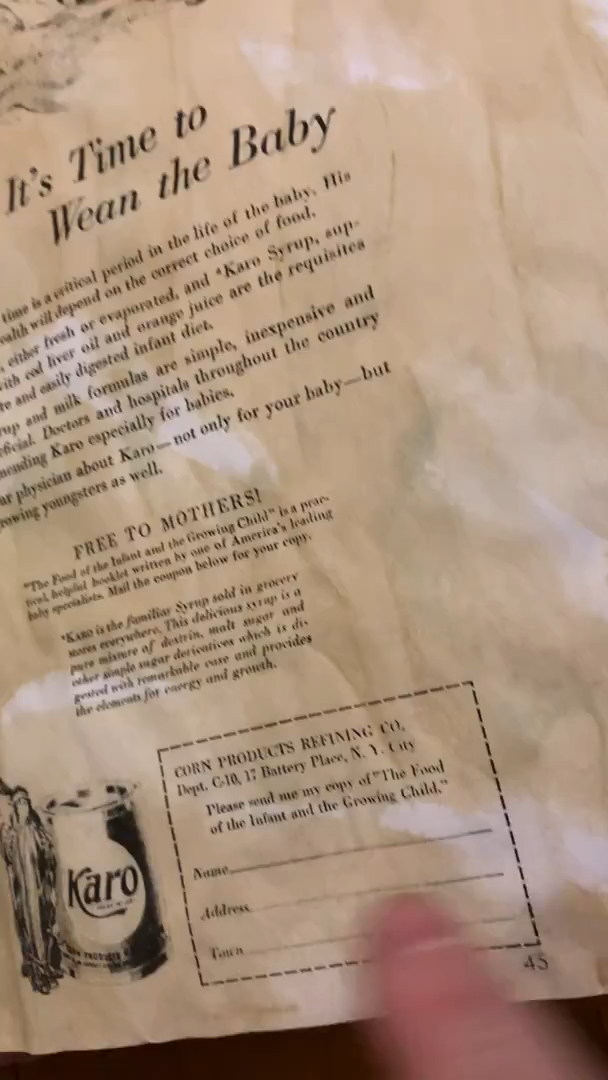 It's Time to
Wean the Baby
time is a critical period in the life of the baby. His
ealth will depend on the correct choice of food.
, either fresh or evaporated, and *Karo Syrup, sup-
ith cod liver oil and orange juice are the requisites
te and easily digested infant diet.
rup and milk formulas are simple, inexpensive and
eficial. Doctors and hospitals throughout the country
mending Karo especially for babies.
ur physician about Karo—not only for your baby—but
rowing youngsters as well.
FREE TO MOTHERS!
"The Food of the Infant and the Growing Child" is a prac-
tical, helpful booklet written by one of America's leading
baby specialists. Mail the coupon below for your copy.
*KARO is the familiar Syrup sold in grocery
stores everywhere. This delicious syrup is a
pure mixture of dextrin, malt sugar and
other simple sugar derivatives which is di-
gested with remarkable ease and provides
the elements for energy and growth.
CORN PRODUCTS REFINING CO.
Dept. C-10, 17 Battery Place, N. Y. City
Please send me my copy of "The Food
of the Infant and the Growing Child."
Name
Address
Town
Karo
45